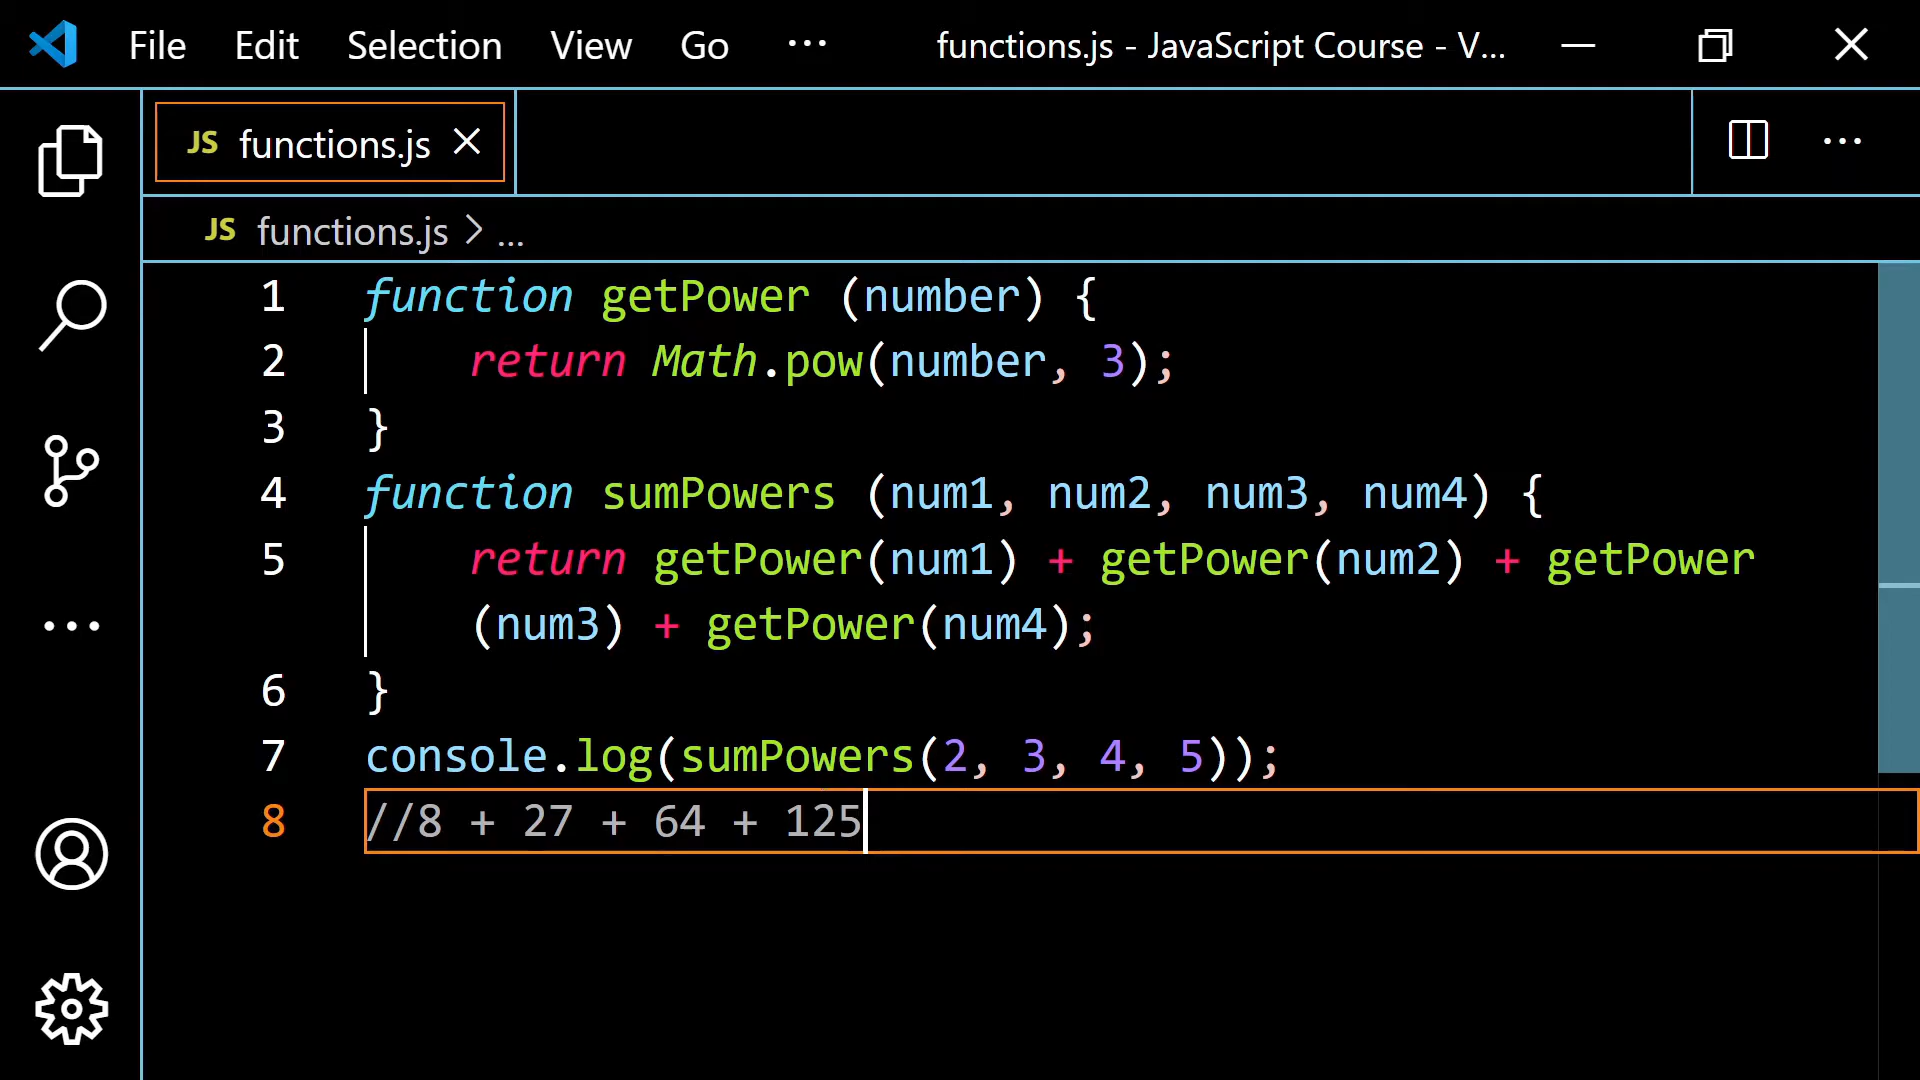 File Edit Selection View Go ··· functions.js - JavaScript Course - V...
JS functions.js
JS functions.js > ...
1 function getPower (number) {
2 return Math.pow(number, 3);
3 }
4 function sumPowers (num1, num2, num3, num4) {
5 return getPower(num1) + getPower(num2) + getPower
(num3) + getPower(num4);
6 }
7 console.log(sumPowers(2, 3, 4, 5));
8 //8 + 27 + 64 + 125